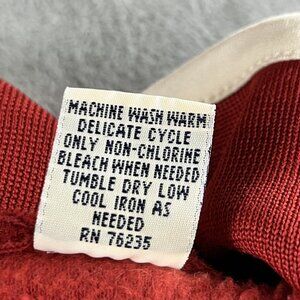 MACHINE WASH WARM
DELICATE CYCLE
ONLY NON-CHLORINE
BLEACH WHEN NEEDED
TUMBLE DRY LOW
COOL IRON AS
NEEDED
RN 76235